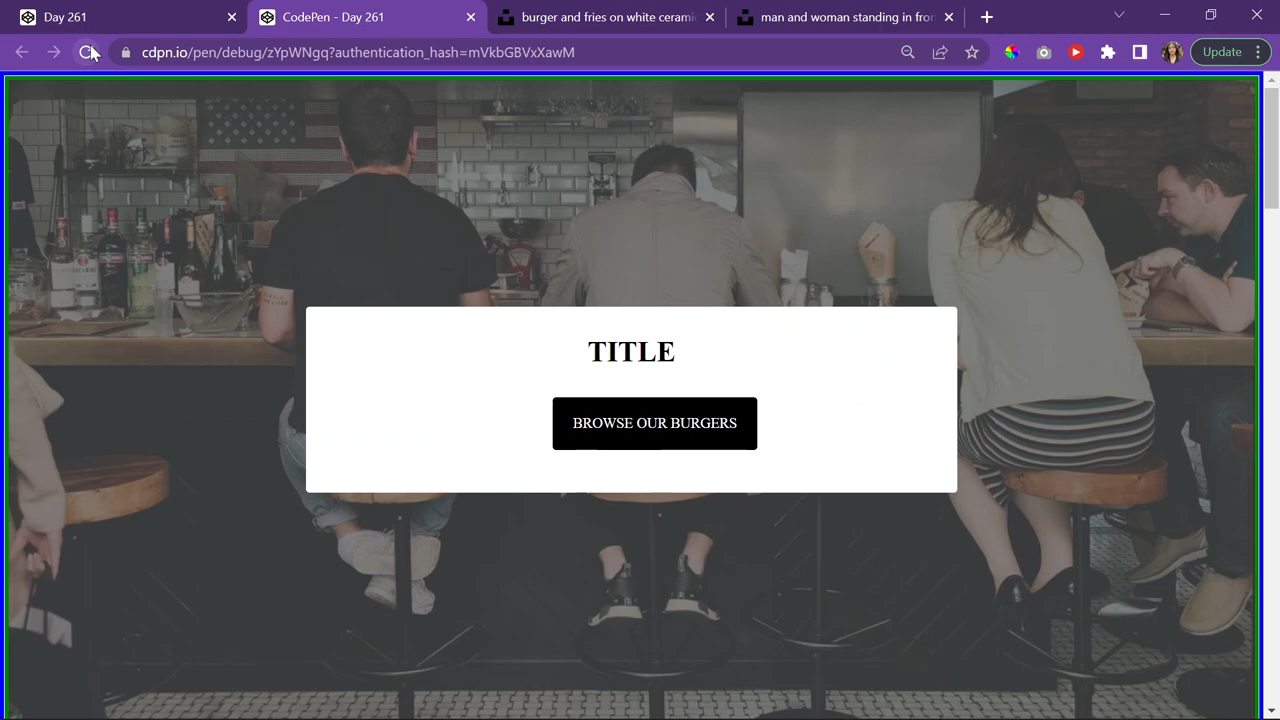 Day 261
CodePen - Day 261
burger and fries on white cerami
man and woman standing in fron
cdpn.io/pen/debug/zYpWNgq?authentication_hash=mVkbGBVxXawM
Update
TITLE
BROWSE OUR BURGERS